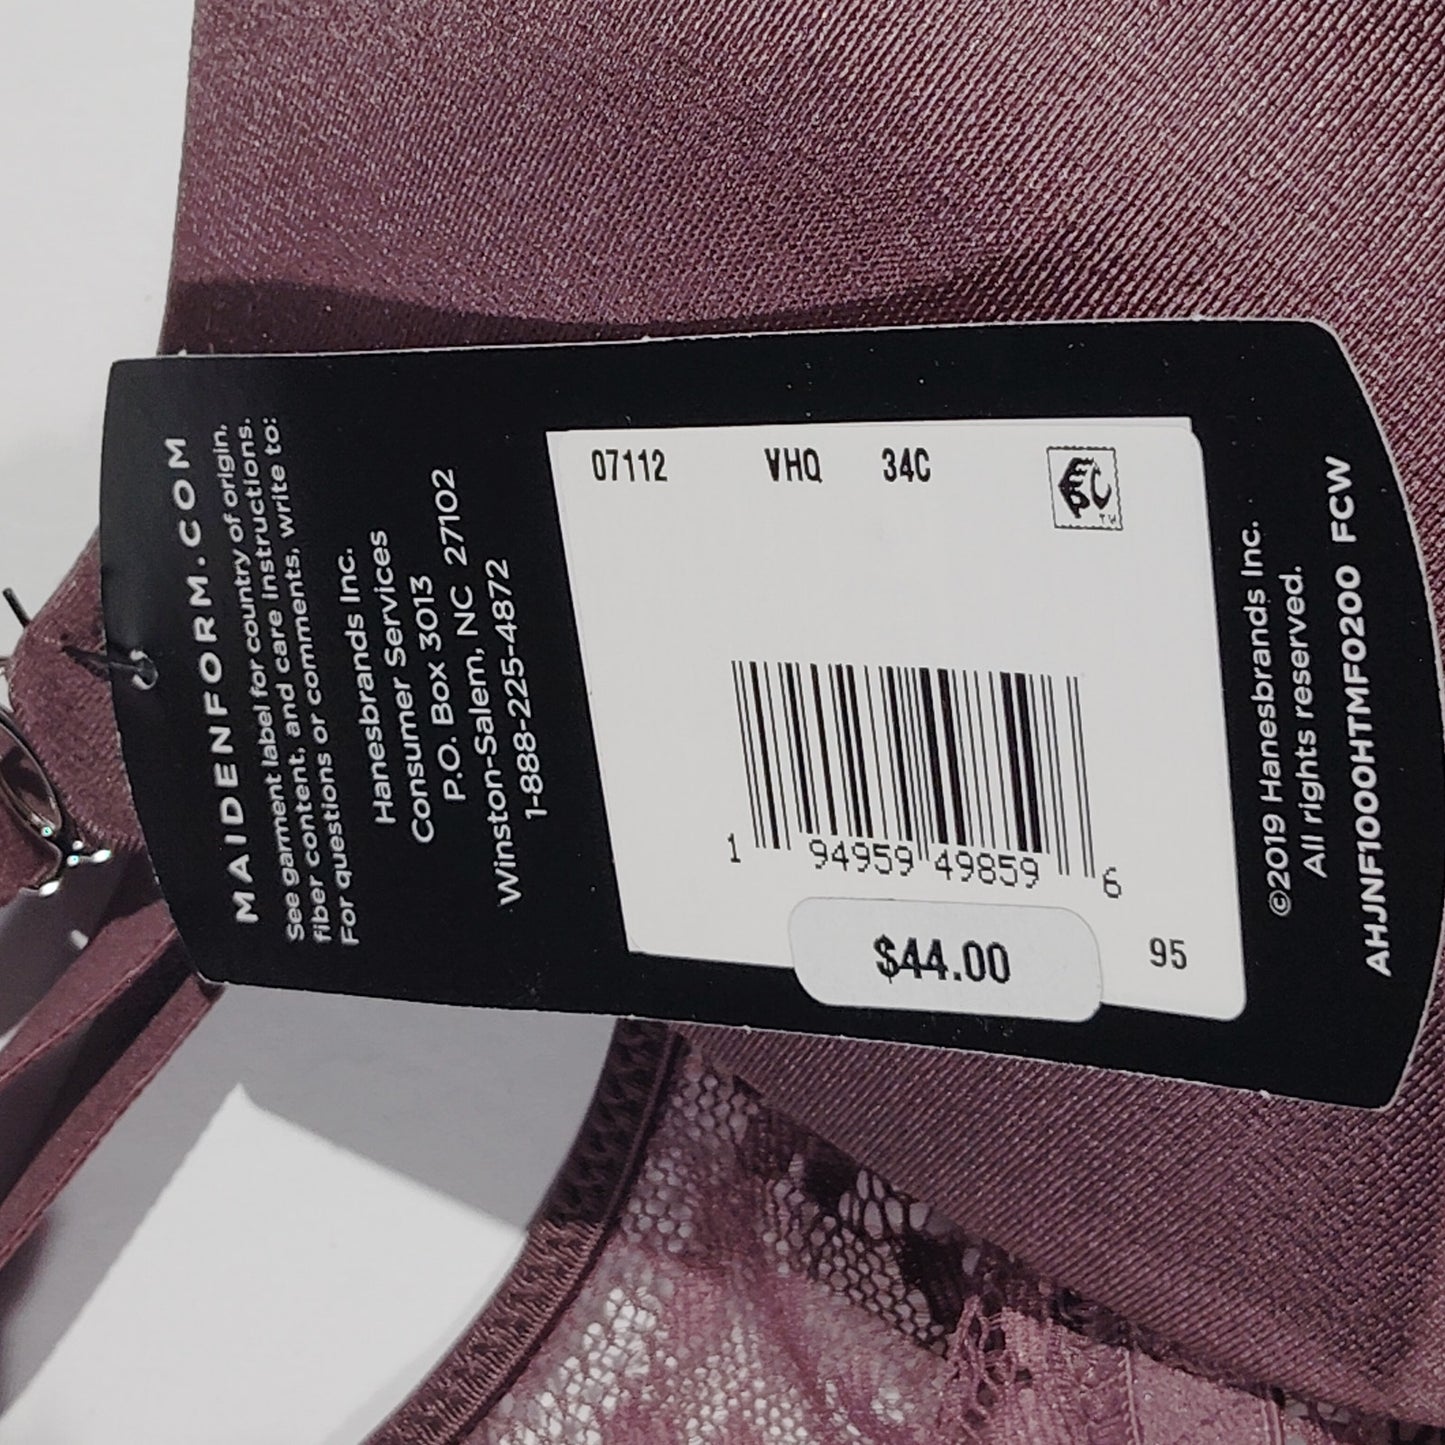 MAIDENFORM.COM
See garment label for country of origin,
fiber content, and care instructions.
For questions or comments, write to:
Hanesbrands Inc.
Consumer Services
P.O. Box 3013
Winston-Salem, NC 27102
1-888-225-4872
07112 VHQ 34C
1 94959 49859 6
$44.00
95
©2019 Hanesbrands Inc.
All rights reserved.
AHJNF1000HTMF0200 FCW